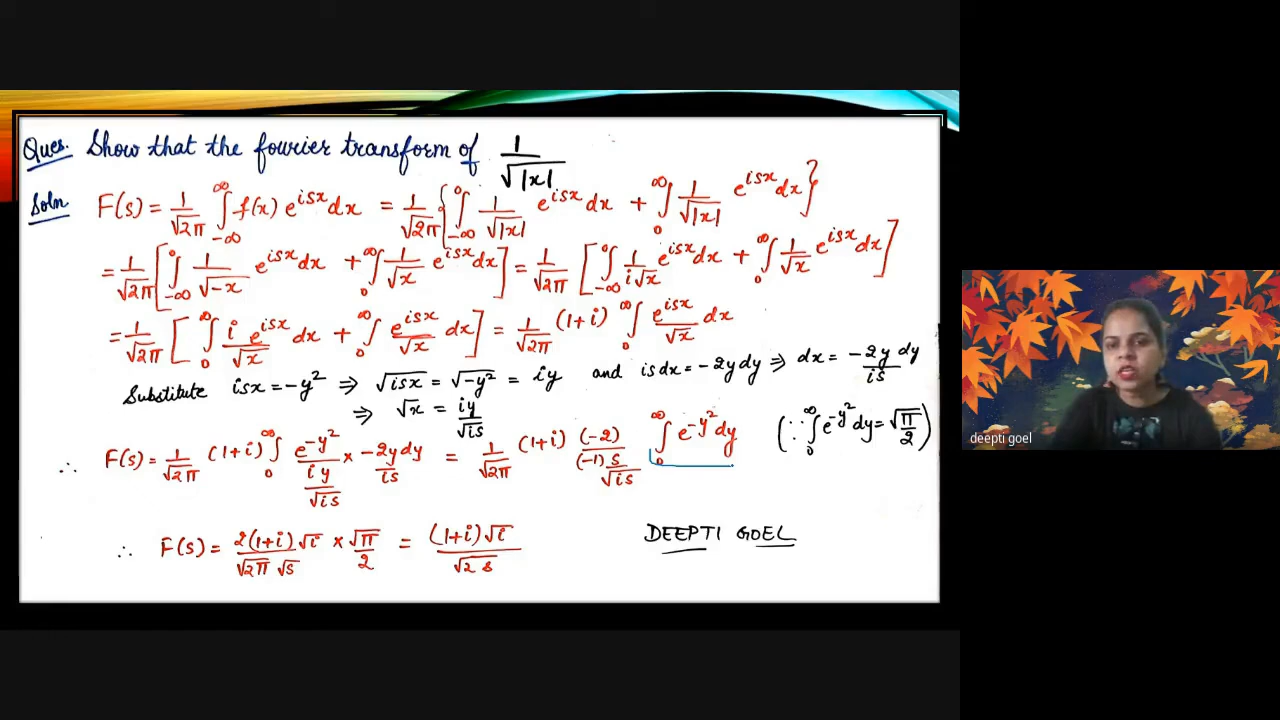 Ques. Show that the fourier transform of 1/√|x|
Soln F(s) = 1/√2π ∫_{-∞}^{∞} f(x) e^{isx} dx = 1/√2π { ∫_{-∞}^{0} 1/√|x| e^{isx} dx + ∫_{0}^{∞} 1/√|x| e^{isx} dx }
= 1/√2π [ ∫_{-∞}^{0} 1/√-x e^{isx} dx + ∫_{0}^{∞} 1/√x e^{isx} dx ] = 1/√2π [ ∫_{-∞}^{0} 1/i√x e^{isx} dx + ∫_{0}^{∞} 1/√x e^{isx} dx ]
= 1/√2π [ ∫_{0}^{∞} i e^{isx}/√x dx + ∫_{0}^{∞} e^{isx}/√x dx ] = 1/√2π (1+i) ∫_{0}^{∞} e^{isx}/√x dx
Substitute isx = -y² ⇒ √isx = √-y² = iy and isdx = -2y dy ⇒ dx = -2y dy/is
⇒ √x = iy/√is
∴ F(s) = 1/√2π (1+i) ∫_{0}^{∞} e^{-y²}/(iy/√is) × -2y dy/is = 1/√2π (1+i) (-2)/((-1) s/√is) ∫_{0}^{∞} e^{-y²} dy (∵ ∫_{0}^{∞} e^{-y²} dy = √π/2)
∴ F(s) = 2(1+i)√i/√2π √s × √π/2 = (1+i)√i/√2s
DEEPTI GOEL
deepti goel